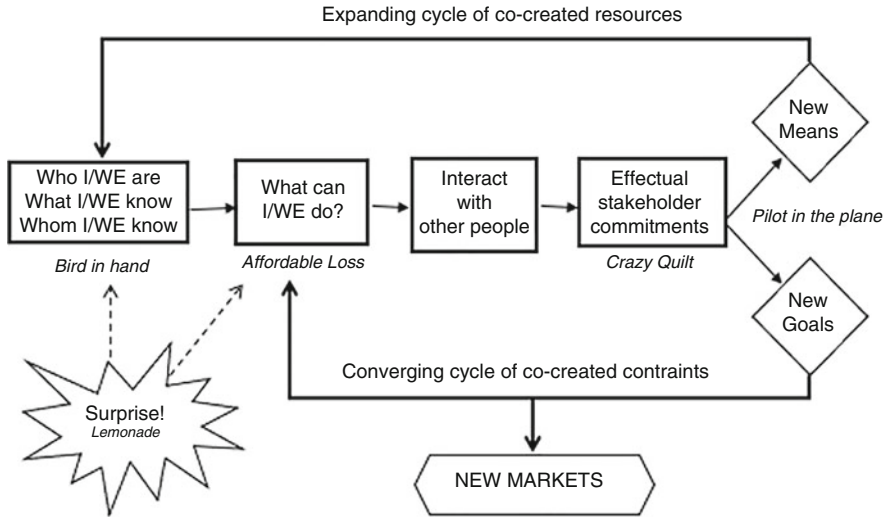 Expanding cycle of co-created resources
New
Means
Who I/WE are
What I/WE know
Whom I/WE know
What can
I/WE do?
Interact
with
other people
Effectual
stakeholder
commitments
Pilot in the plane
Bird in hand
Affordable Loss
Crazy Quilt
New
Goals
Converging cycle of co-created contraints
Surprise!
Lemonade
NEW MARKETS